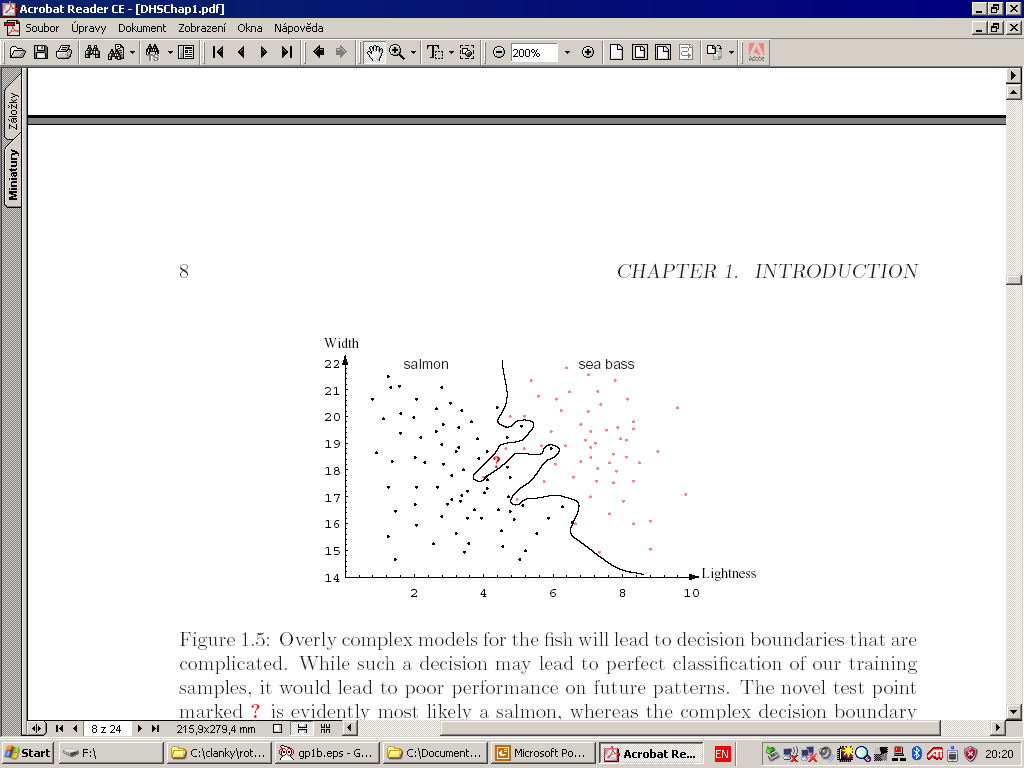 Acrobat Reader CE - [DHSChap1.pdf]
Soubor Úpravy Dokument Zobrazení Okna Nápověda
200%
Adobe
Záložky
Miniatury
8
CHAPTER 1. INTRODUCTION
Width
salmon
sea bass
22
21
20
19
18
17
16
15
14
?
Lightness
2 4 6 8 10
Figure 1.5: Overly complex models for the fish will lead to decision boundaries that are
complicated. While such a decision may lead to perfect classification of our training
samples, it would lead to poor performance on future patterns. The novel test point
marked ? is evidently most likely a salmon, whereas the complex decision boundary
8 z 24
215,9x279,4 mm
Start
F:\
C:\clanky\rot...
gp1b.eps - G...
C:\Document...
Microsoft Po...
Acrobat Re...
EN
20:20